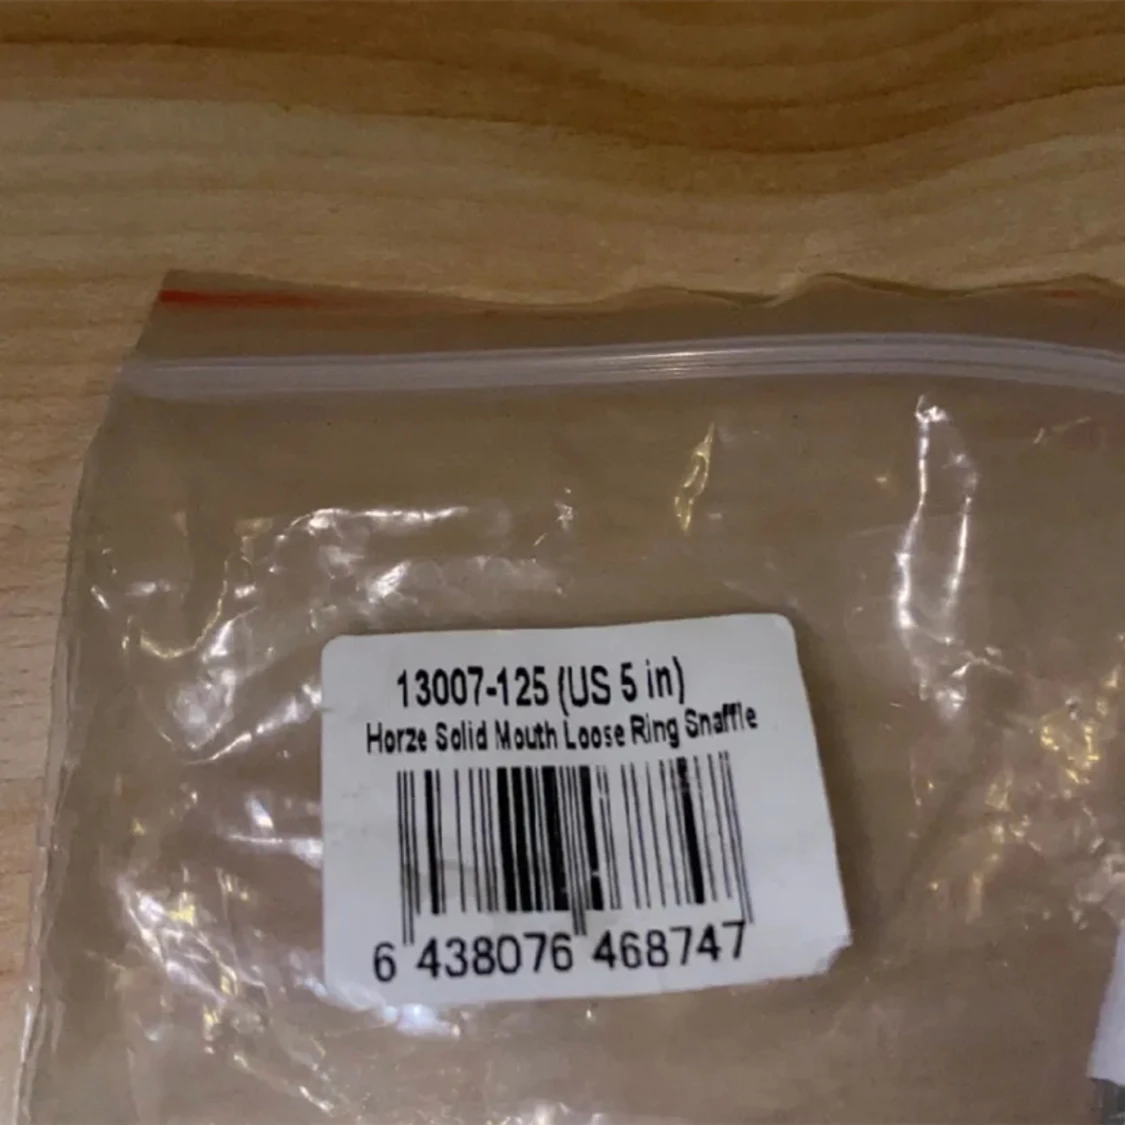 13007-125 (US 5 in)
Horze Solid Mouth Loose Ring Snaffle
6 438076 468747